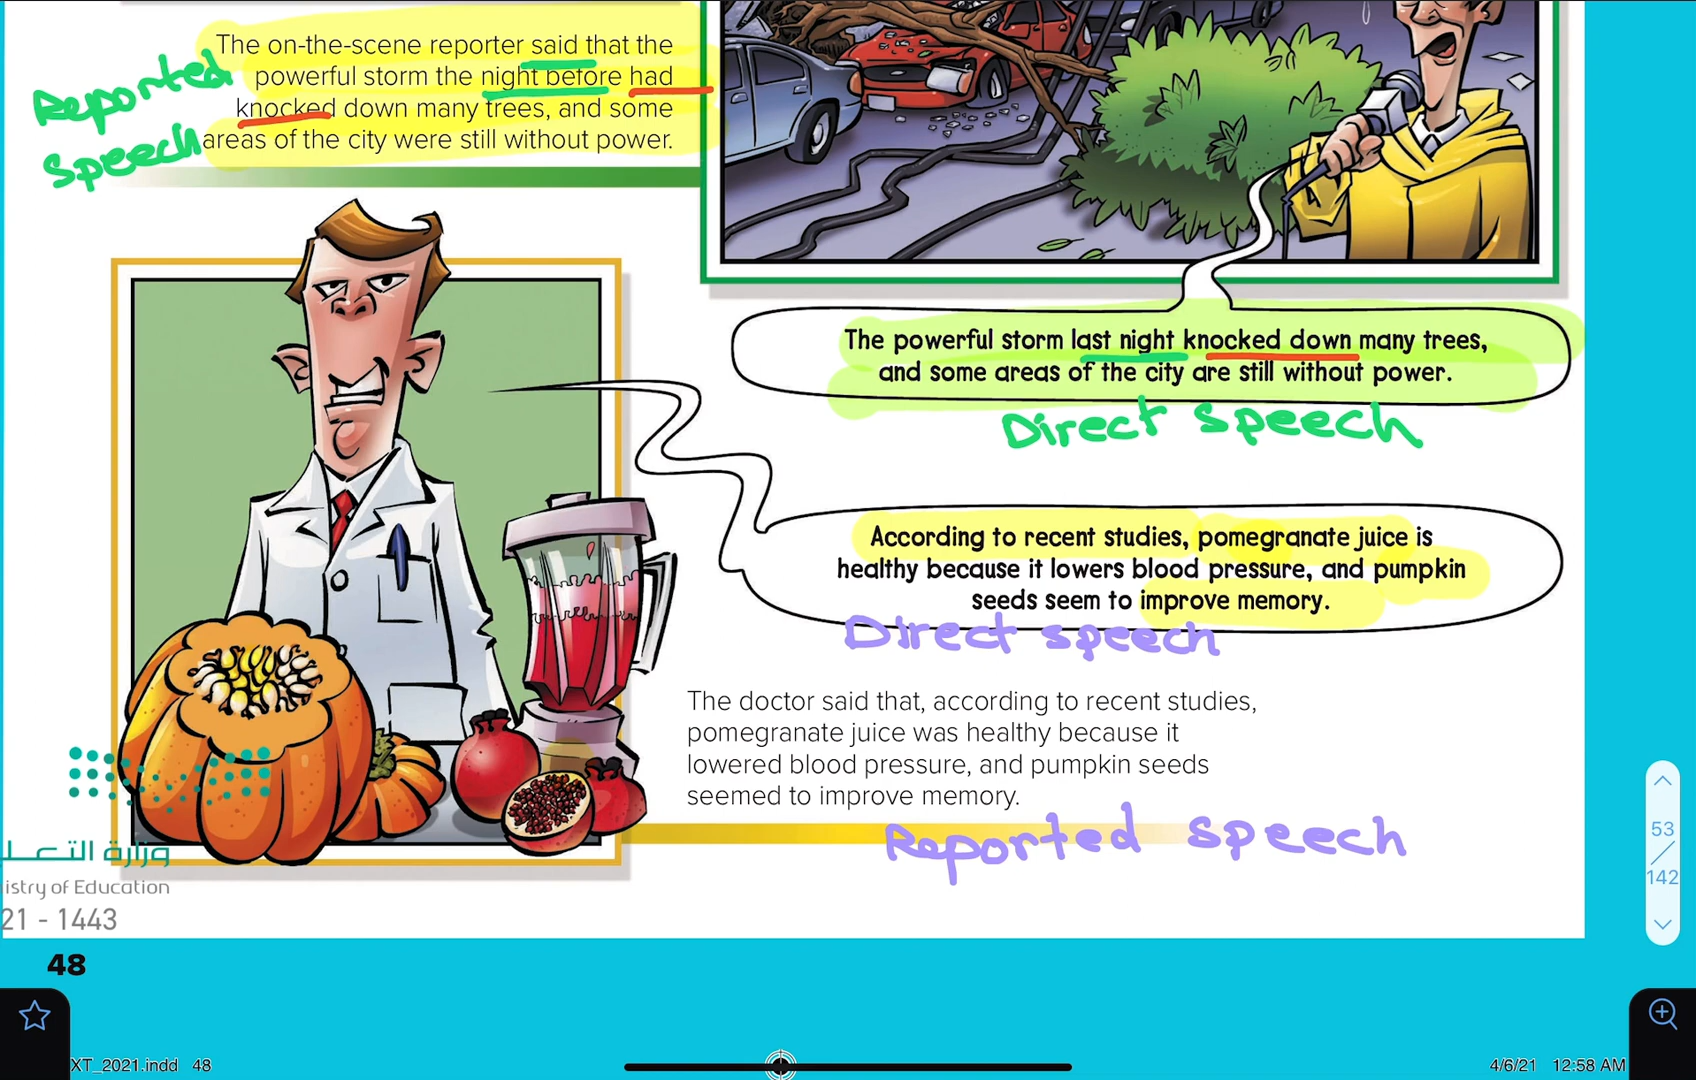 The on-the-scene reporter said that the
powerful storm the night before had
knocked down many trees, and some
areas of the city were still without power.
Reported
Speech
The powerful storm last night knocked down many trees,
and some areas of the city are still without power.
Direct speech
According to recent studies, pomegranate juice is
healthy because it lowers blood pressure, and pumpkin
seeds seem to improve memory.
Direct speech
The doctor said that, according to recent studies,
pomegranate juice was healthy because it
lowered blood pressure, and pumpkin seeds
seemed to improve memory.
Reported speech
53
142
وزارة التعـلـ
istry of Education
21 - 1443
48
XT_2021.indd 48
4/6/21 12:58 AM